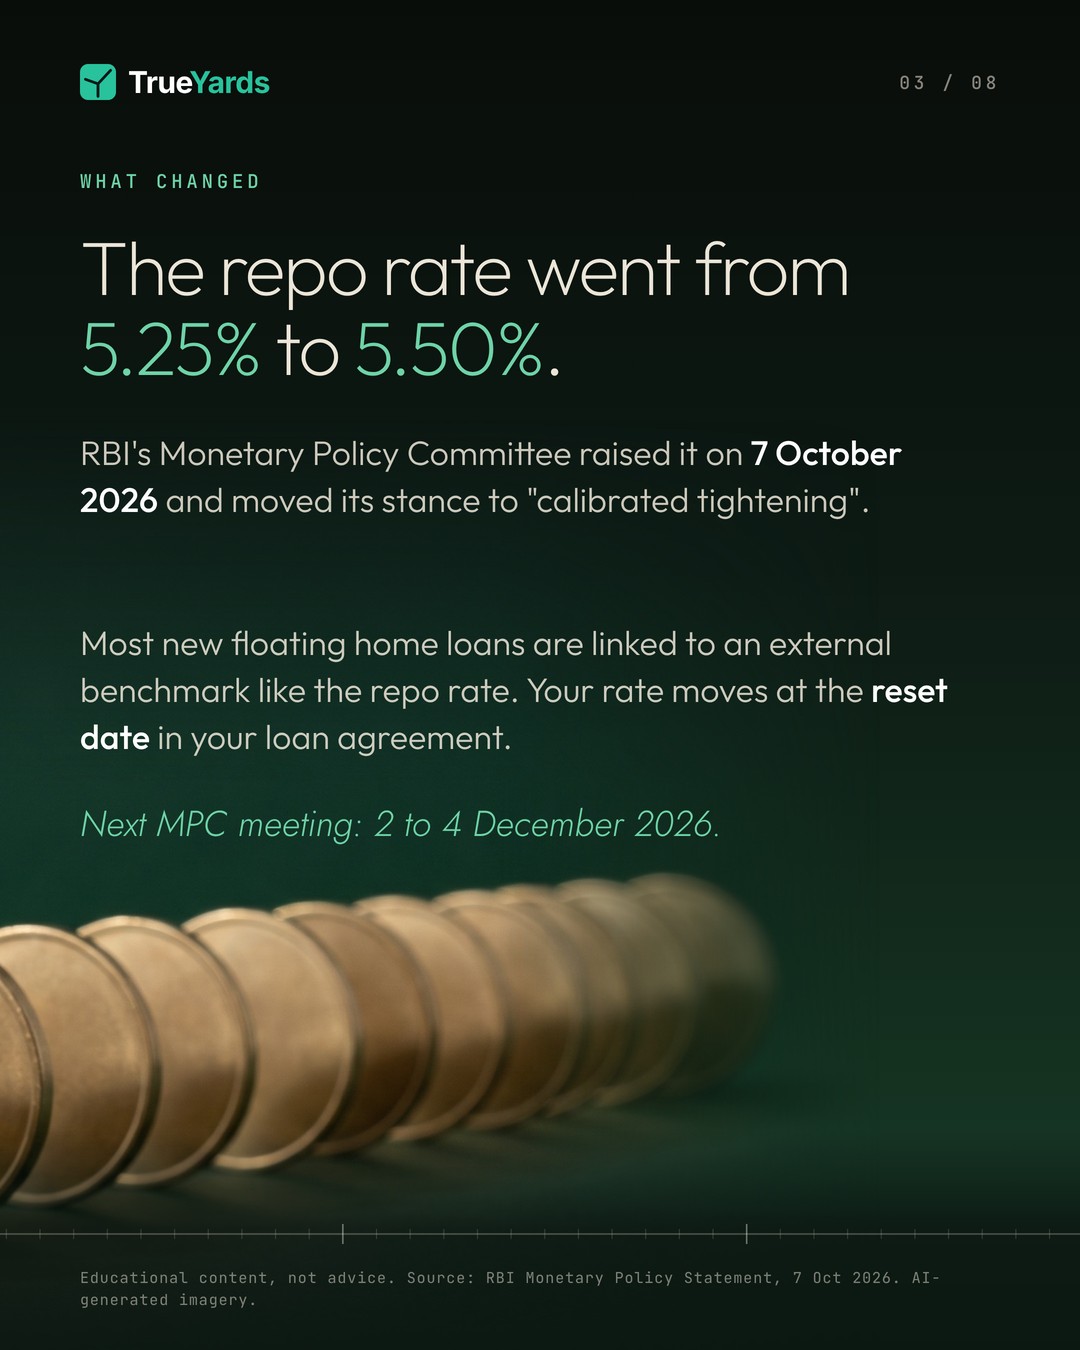 TrueYards
03 / 08
WHAT CHANGED
The repo rate went from
5.25% to 5.50%.
RBI's Monetary Policy Committee raised it on 7 October
2026 and moved its stance to "calibrated tightening".
Most new floating home loans are linked to an external
benchmark like the repo rate. Your rate moves at the reset
date in your loan agreement.
Next MPC meeting: 2 to 4 December 2026.
Educational content, not advice. Source: RBI Monetary Policy Statement, 7 Oct 2026. AI-
generated imagery.